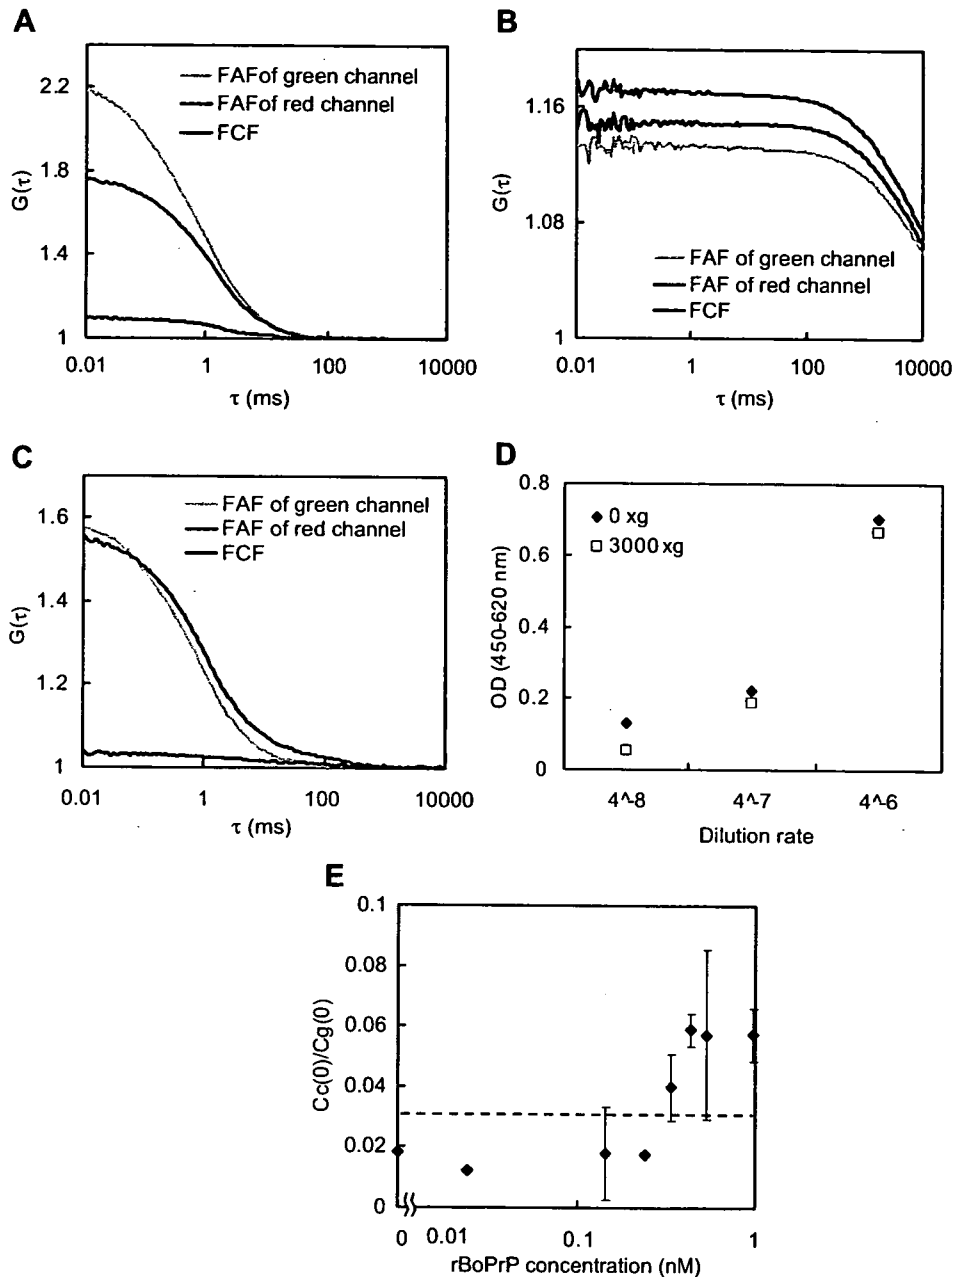 A
G(τ)
2.2
1.8
1.4
1
FAFof green channel
FAFof red channel
FCF
0.01
1
100
10000
τ (ms)
B
G(τ)
1.16
1.08
1
FAF of green channel
FAF of red channel
FCF
0.01
1
100
10000
τ (ms)
C
G(τ)
1.6
1.4
1.2
1
FAF of green channel
FAF of red channel
FCF
0.01
1
100
10000
τ (ms)
D
OD (450-620 nm)
0.8
0.6
0.4
0.2
0
0 xg
3000 xg
4^-8
4^-7
4^-6
Dilution rate
E
Cc(0)/Cg(0)
0.1
0.08
0.06
0.04
0.02
0
0
0.01
0.1
1
rBoPrP concentration (nM)